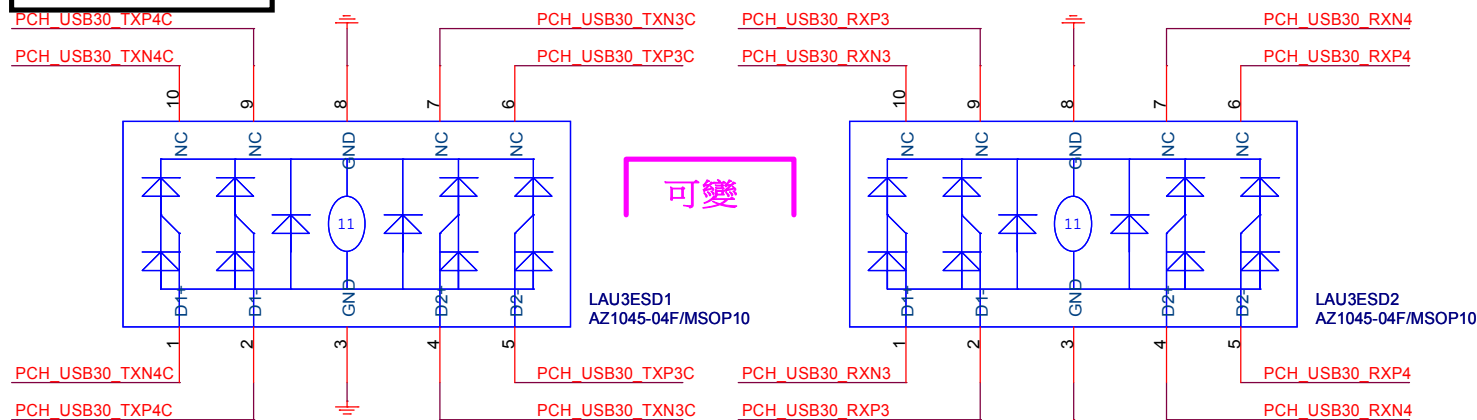 PCH_USB30_TXP4C
PCH_USB30_TXN3C
PCH_USB30_RXP3
PCH_USB30_RXN4
PCH_USB30_TXN4C
PCH_USB30_TXP3C
PCH_USB30_RXN3
PCH_USB30_RXP4
10 9 8 7 6
10 9 8 7 6
NC NC GND NC NC
NC NC GND NC NC
可變
11
11
D1+ D1- GND D2+ D2-
D1+ D1- GND D2+ D2-
LAU3ESD1
AZ1045-04F/MSOP10
LAU3ESD2
AZ1045-04F/MSOP10
1 2 3 4 5
1 2 3 4 5
PCH_USB30_TXN4C
PCH_USB30_TXP3C
PCH_USB30_RXN3
PCH_USB30_RXP4
PCH_USB30_TXP4C
PCH_USB30_TXN3C
PCH_USB30_RXP3
PCH_USB30_RXN4